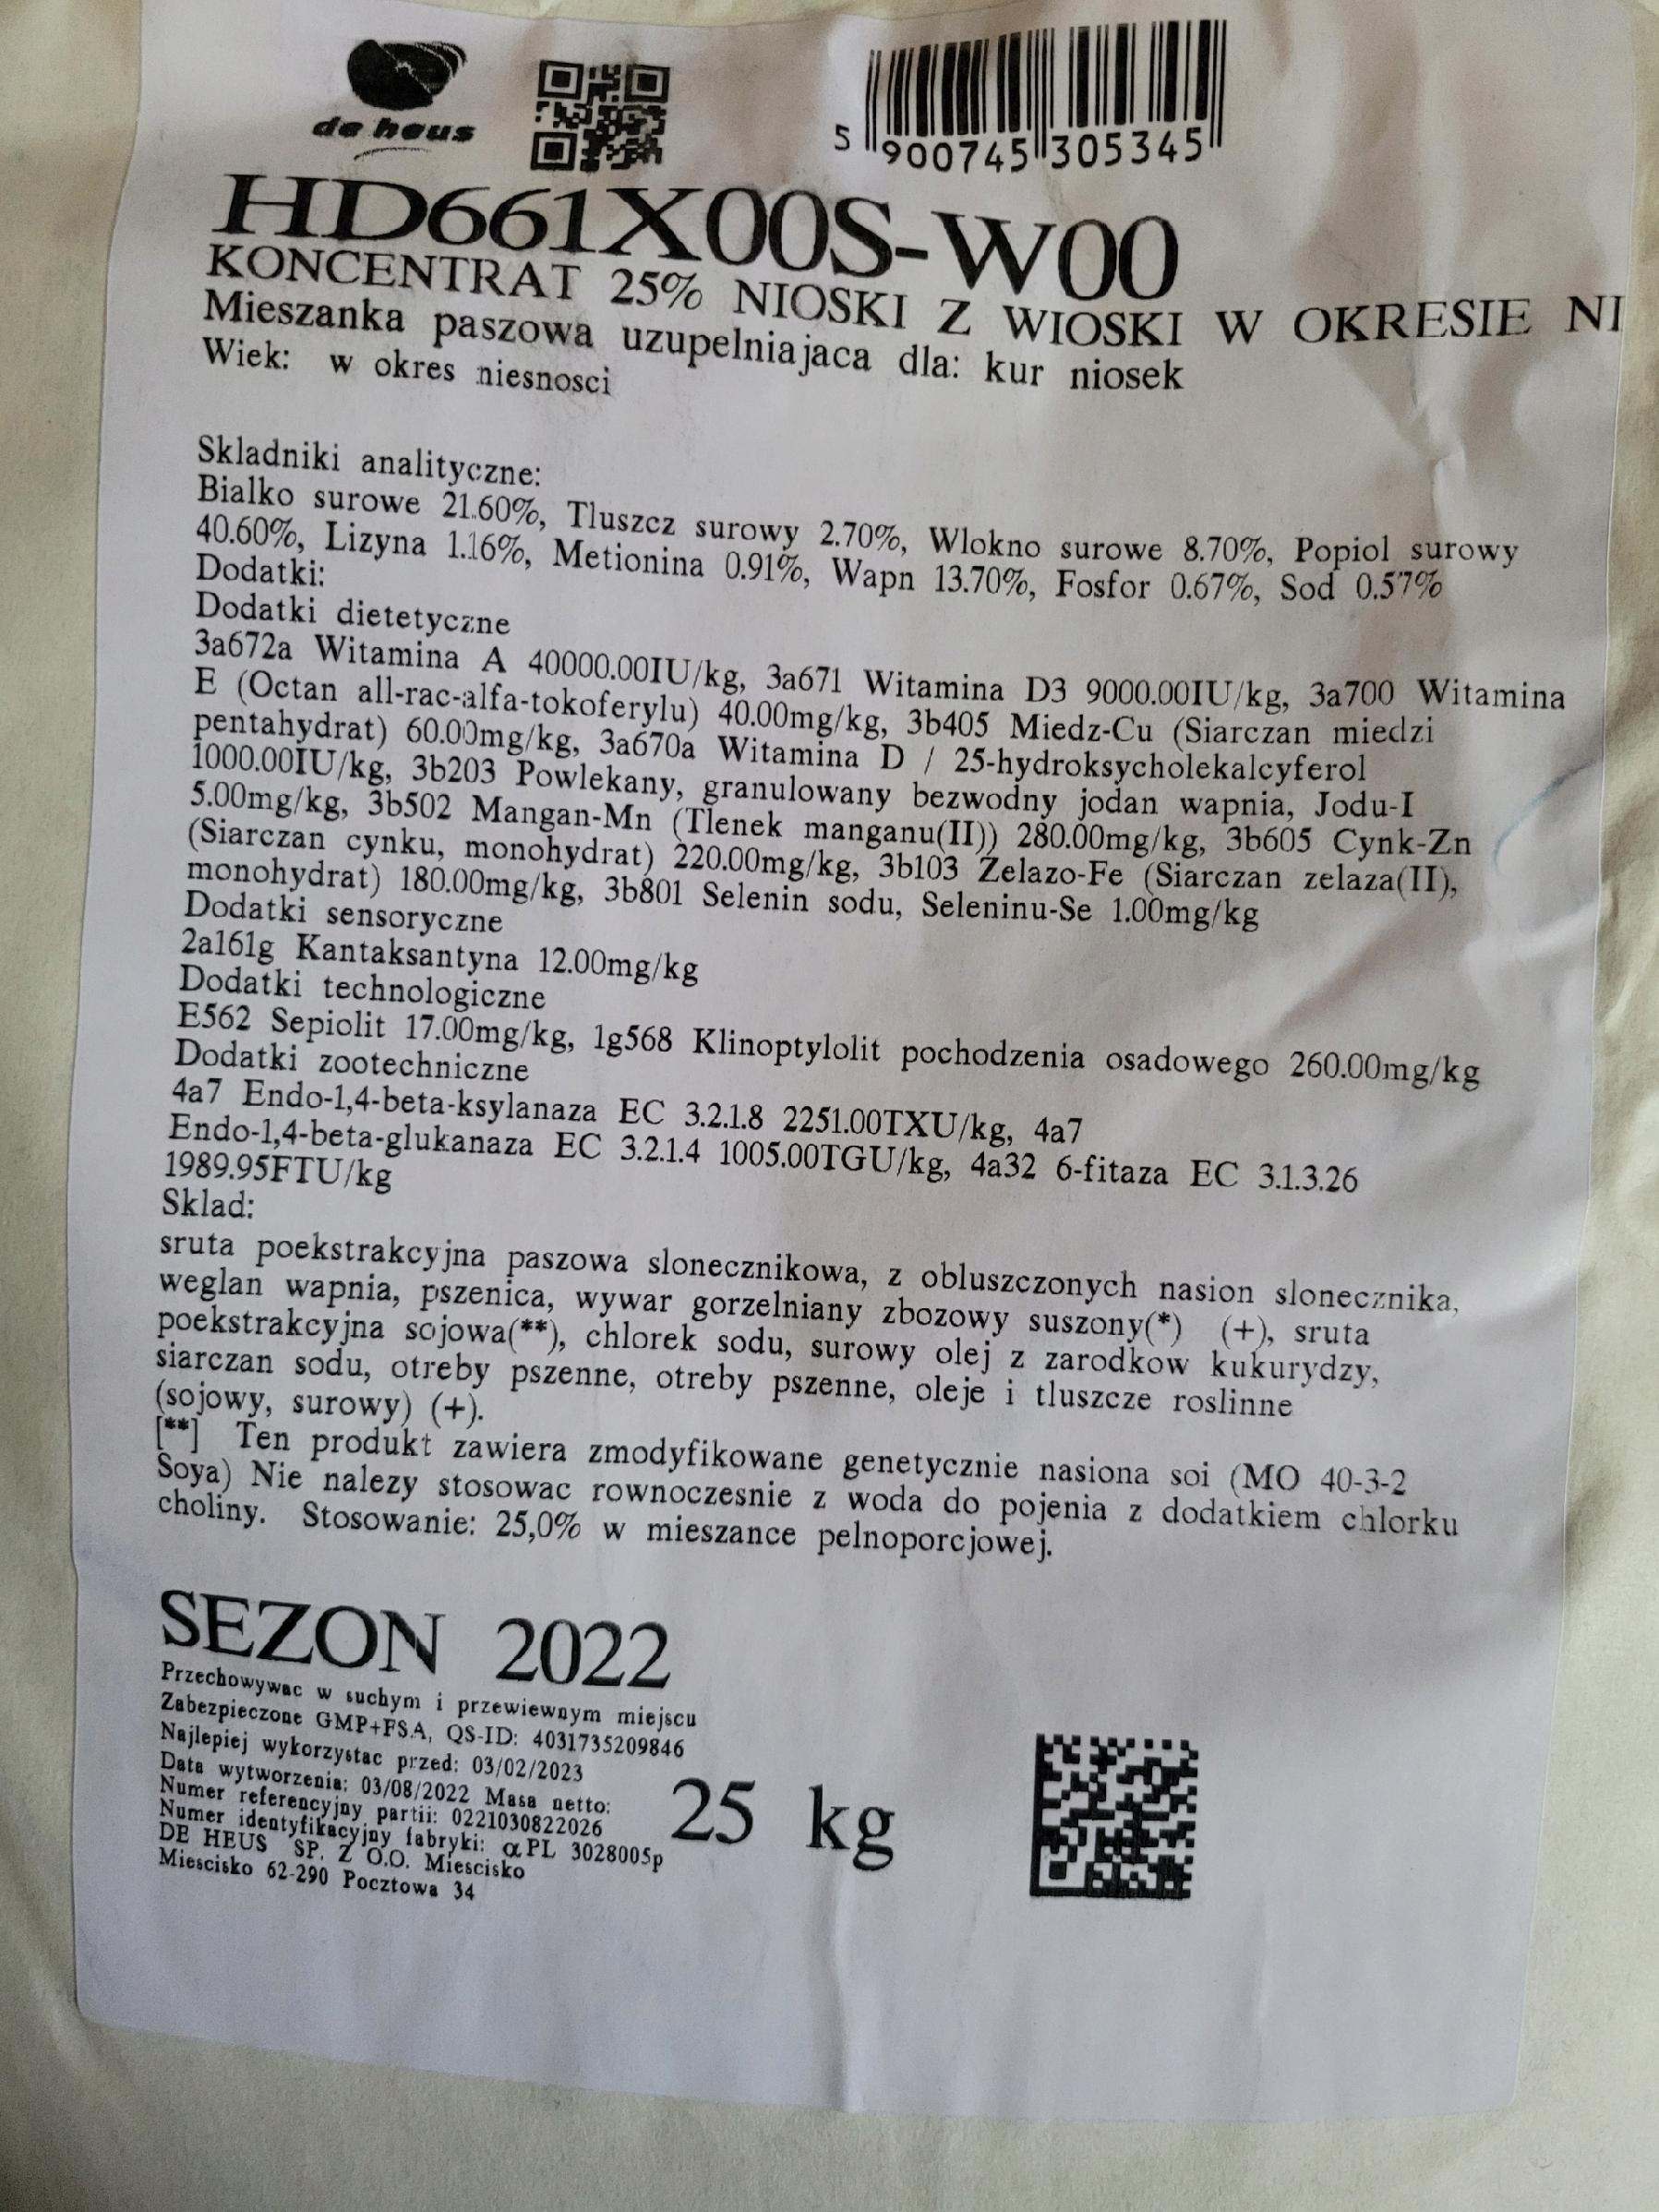 de heus
5 900745 305345
HD661X00S-W00
KONCENTRAT 25% NIOSKI Z WIOSKI W OKRESIE NI
Mieszanka paszowa uzupelniajaca dla: kur niosek
Wiek: w okres niesnosci
Skladniki analityczne:
Bialko surowe 21.60%, Tluszcz surowy 2.70%, Wlokno surowe 8.70%, Popiol surowy
40.60%, Lizyna 1.16%, Metionina 0.91%, Wapn 13.70%, Fosfor 0.67%, Sod 0.57%
Dodatki:
Dodatki dietetyczne
3a672a Witamina A 40000.00IU/kg, 3a671 Witamina D3 9000.00IU/kg, 3a700 Witamina
E (Octan all-rac-alfa-tokoferylu) 40.00mg/kg, 3b405 Miedz-Cu (Siarczan miedzi
pentahydrat) 60.00mg/kg, 3a670a Witamina D / 25-hydroksycholekalcyferol
1000.00IU/kg, 3b203 Powlekany, granulowany bezwodny jodan wapnia, Jodu-I
5.00mg/kg, 3b502 Mangan-Mn (Tlenek manganu(II)) 280.00mg/kg, 3b605 Cynk-Zn
(Siarczan cynku, monohydrat) 220.00mg/kg, 3b103 Zelazo-Fe (Siarczan zelaza(II),
monohydrat) 180.00mg/kg, 3b801 Selenin sodu, Seleninu-Se 1.00mg/kg
Dodatki sensoryczne
2a161g Kantaksantyna 12.00mg/kg
Dodatki technologiczne
E562 Sepiolit 17.00mg/kg, 1g568 Klinoptylolit pochodzenia osadowego 260.00mg/kg
Dodatki zootechniczne
4a7 Endo-1,4-beta-ksylanaza EC 3.2.1.8 2251.00TXU/kg, 4a7
Endo-1,4-beta-glukanaza EC 3.2.1.4 1005.00TGU/kg, 4a32 6-fitaza EC 3.1.3.26
1989.95FTU/kg
Sklad:
sruta poekstrakcyjna paszowa slonecznikowa, z obluszczonych nasion slonecznika,
weglan wapnia, pszenica, wywar gorzelniany zbozowy suszony(*) (+), sruta
poekstrakcyjna sojowa(**), chlorek sodu, surowy olej z zarodkow kukurydzy,
siarczan sodu, otreby pszenne, otreby pszenne, oleje i tluszcze roslinne
(sojowy, surowy) (+).
[**] Ten produkt zawiera zmodyfikowane genetycznie nasiona soi (MO 40-3-2
Soya) Nie nalezy stosowac rownoczesnie z woda do pojenia z dodatkiem chlorku
choliny. Stosowanie: 25,0% w mieszance pelnoporcjowej.
SEZON 2022
Przechowywac w suchym i przewiewnym miejscu
Zabezpieczone GMP+FSA, QS-ID: 4031735209846
Najlepiej wykorzystac przed: 03/02/2023
Data wytworzenia: 03/08/2022 Masa netto: 25 kg
Numer referencyjny partii: 0221030822026
Numer identyfikacyjny fabryki: αPL 3028005p
DE HEUS SP. Z O.O. Miescisko
Miescisko 62-290 Pocztowa 34